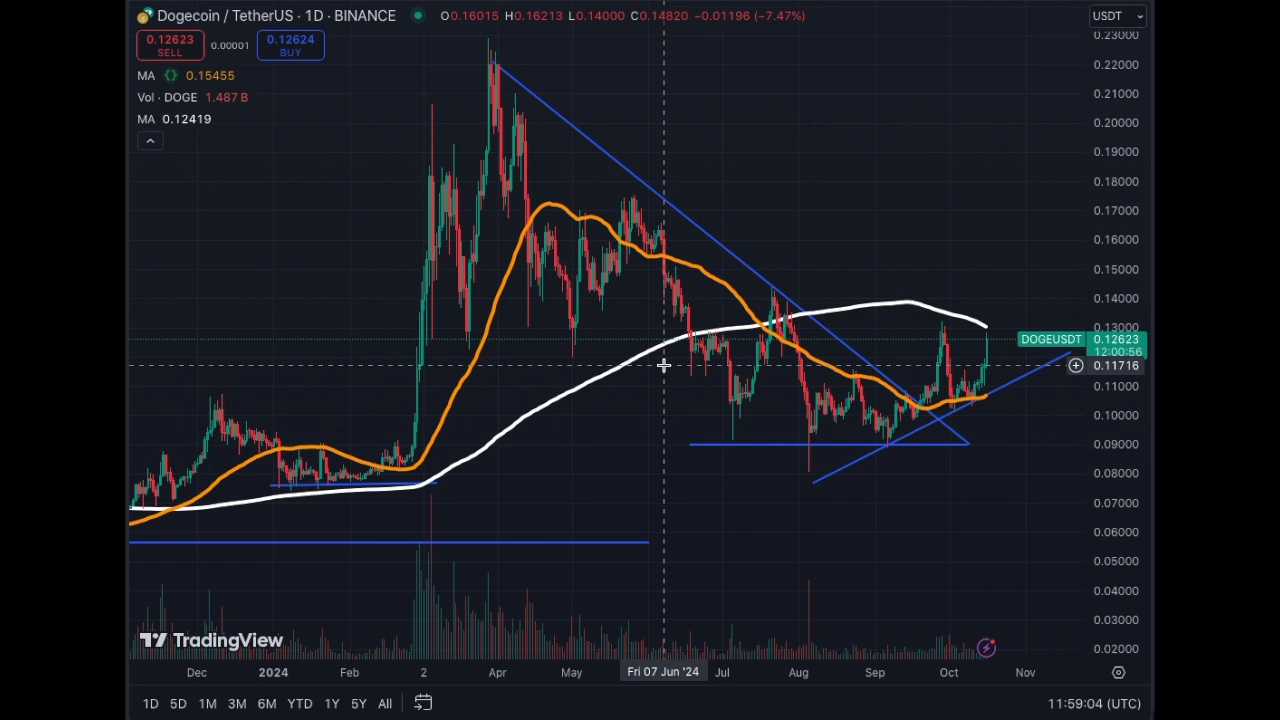 Dogecoin / TetherUS · 1D · BINANCE O0.16015 H0.16213 L0.14000 C0.14820 -0.01196 (-7.47%) USDT
0.12623 SELL 0.00001 0.12624 BUY
MA 0.15455
Vol · DOGE 1.487 B
MA 0.12419
0.23000
0.22000
0.21000
0.20000
0.19000
0.18000
0.17000
0.16000
0.15000
0.14000
0.13000
DOGEUSDT 0.12623
12:00:56
0.11716
0.11000
0.10000
0.09000
0.08000
0.07000
0.06000
0.05000
0.04000
0.03000
0.02000
TradingView
Dec 2024 Feb 2 Apr May Fri 07 Jun '24 Jul Aug Sep Oct Nov
1D 5D 1M 3M 6M YTD 1Y 5Y All 11:59:04 (UTC)